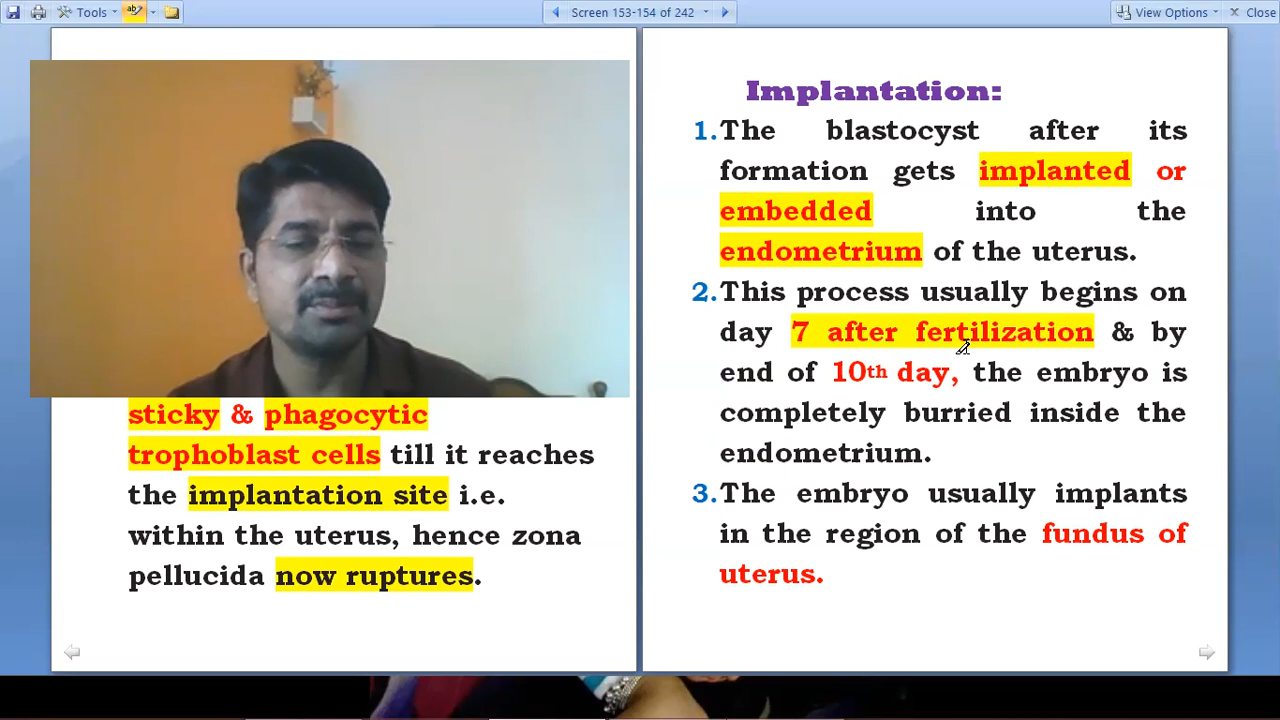 Tools
Screen 153-154 of 242
View Options
Close
sticky & phagocytic
trophoblast cells till it reaches
the implantation site i.e.
within the uterus, hence zona
pellucida now ruptures.
Implantation:
1. The blastocyst after its
formation gets implanted or
embedded into the
endometrium of the uterus.
2. This process usually begins on
day 7 after fertilization & by
end of 10th day, the embryo is
completely burried inside the
endometrium.
3. The embryo usually implants
in the region of the fundus of
uterus.